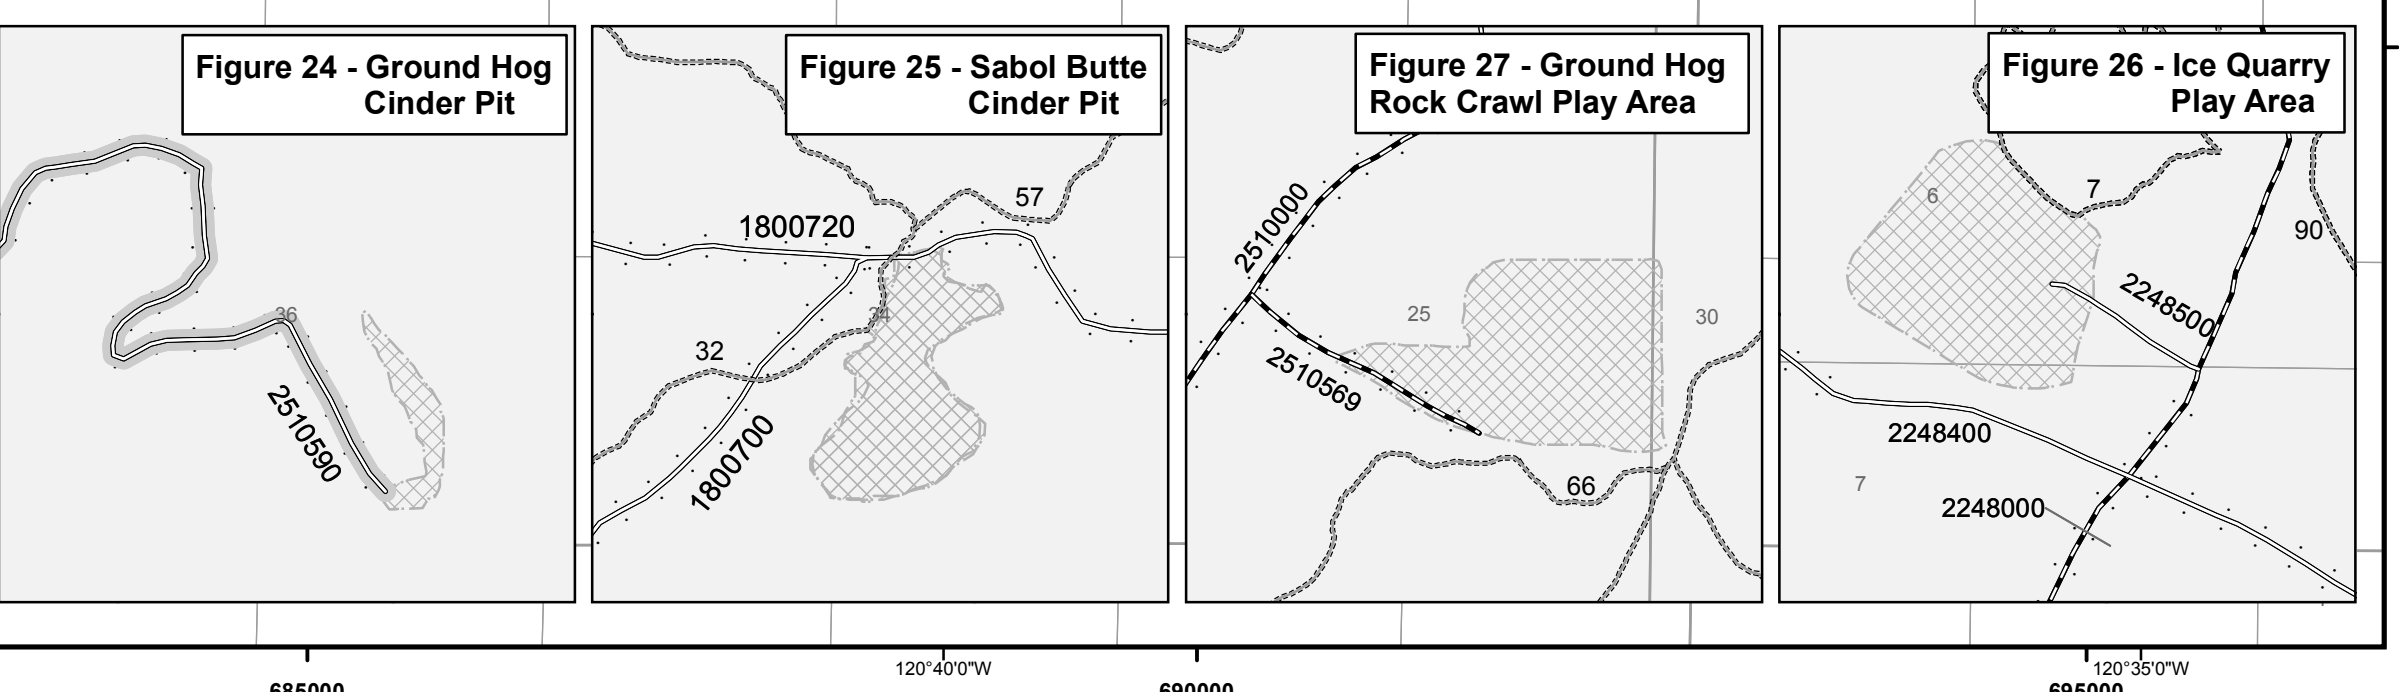 Figure 24 - Ground Hog
Cinder Pit
36
2510590
Figure 25 - Sabol Butte
Cinder Pit
57
1800720
34
32
1800700
Figure 27 - Ground Hog
Rock Crawl Play Area
2510000
25
30
2510569
66
Figure 26 - Ice Quarry
Play Area
6
7
90
2248500
2248400
7
2248000
120°40'0"W
120°35'0"W
685000
690000
695000